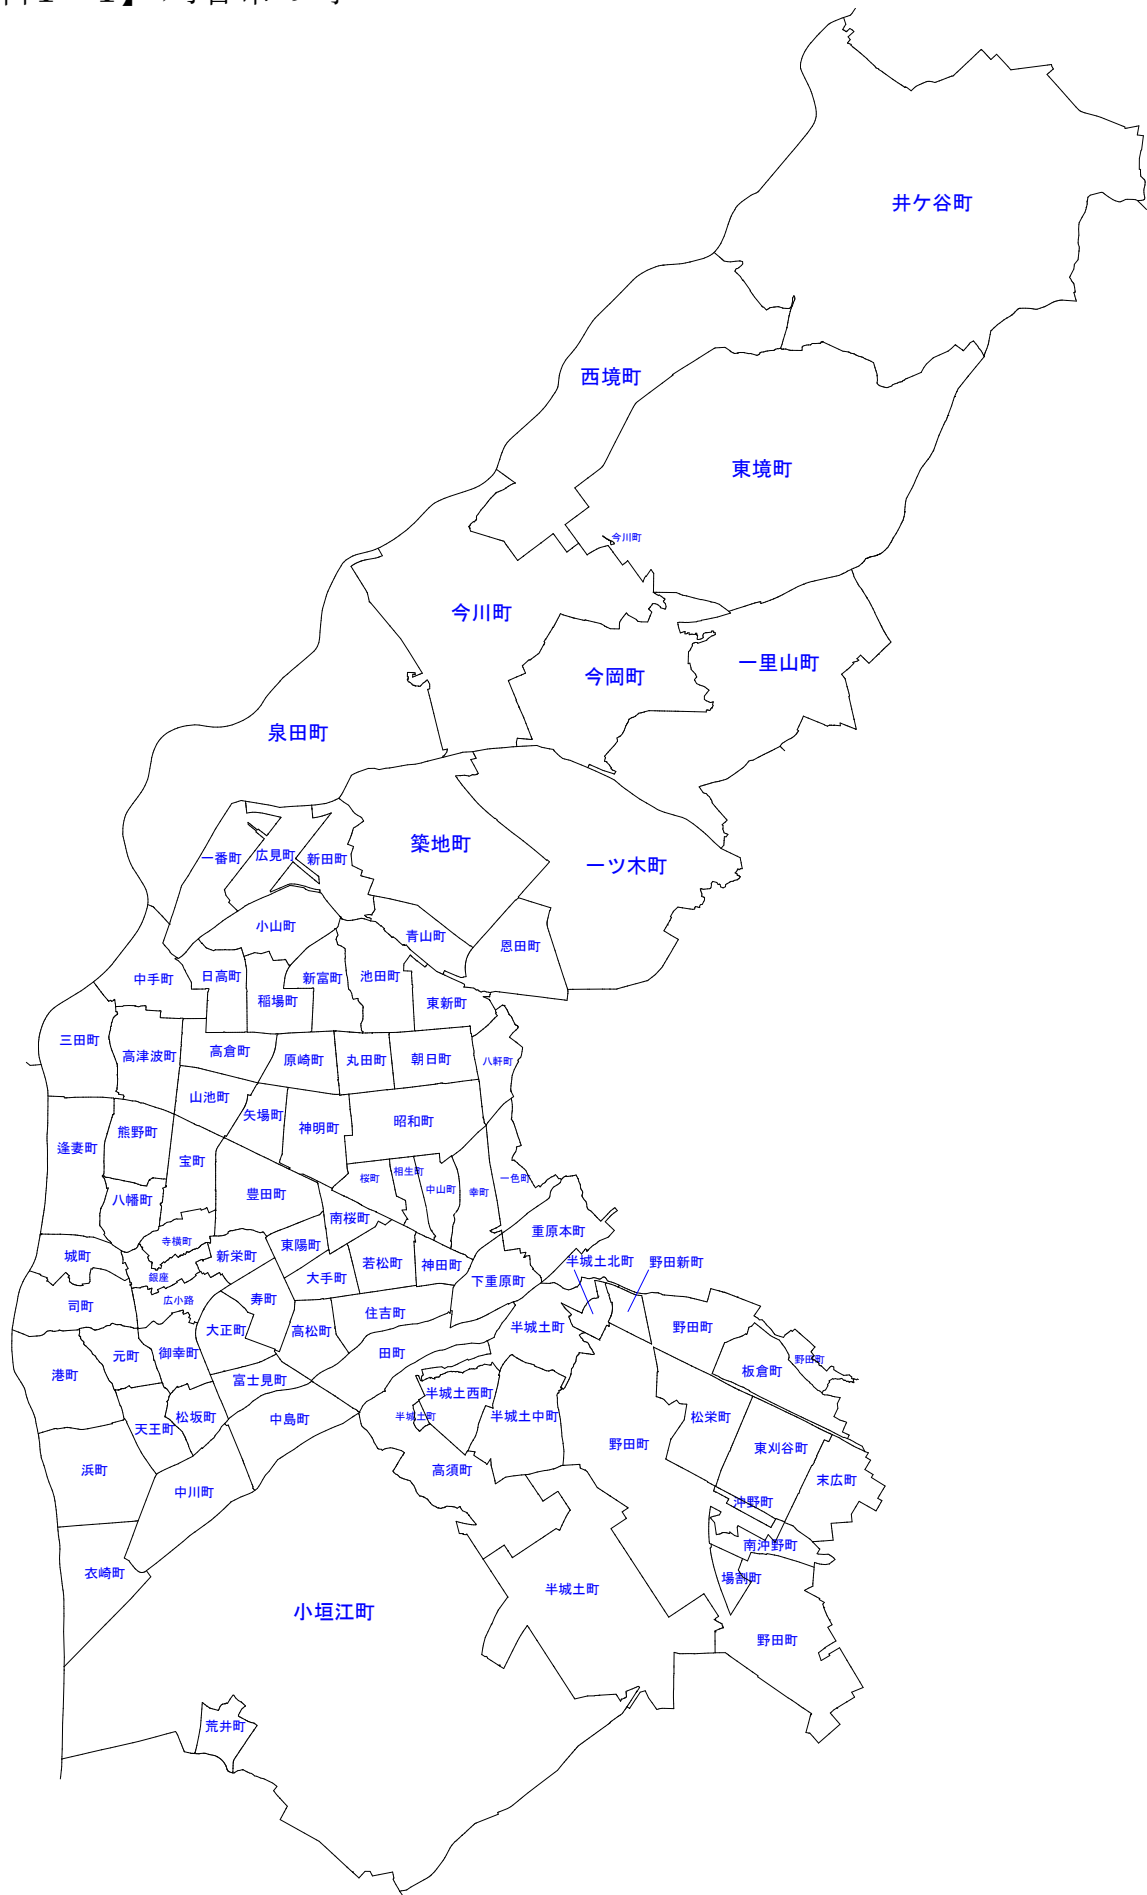 井ケ谷町
西境町
東境町
今川町
今川町
今岡町
一里山町
泉田町
築地町
一ツ木町
一番町
広見町
新田町
小山町
青山町
恩田町
中手町
日高町
稲場町
新富町
池田町
東新町
三田町
高津波町
高倉町
原崎町
丸田町
朝日町
八軒町
山池町
矢場町
神明町
昭和町
逢妻町
熊野町
宝町
桜町
相生町
中山町
幸町
一色町
八幡町
豊田町
南桜町
重原本町
寺横町
城町
新栄町
東陽町
若松町
神田町
半城土北町
野田新町
銀座
大手町
下重原町
司町
広小路
寿町
大正町
高松町
住吉町
半城土町
野田町
港町
元町
御幸町
田町
野田町
板倉町
富士見町
半城土西町
天王町
松坂町
中島町
半城土町
半城土中町
松栄町
野田町
東刈谷町
浜町
中川町
高須町
末広町
沖野町
南沖野町
衣崎町
場割町
半城土町
小垣江町
野田町
荒井町